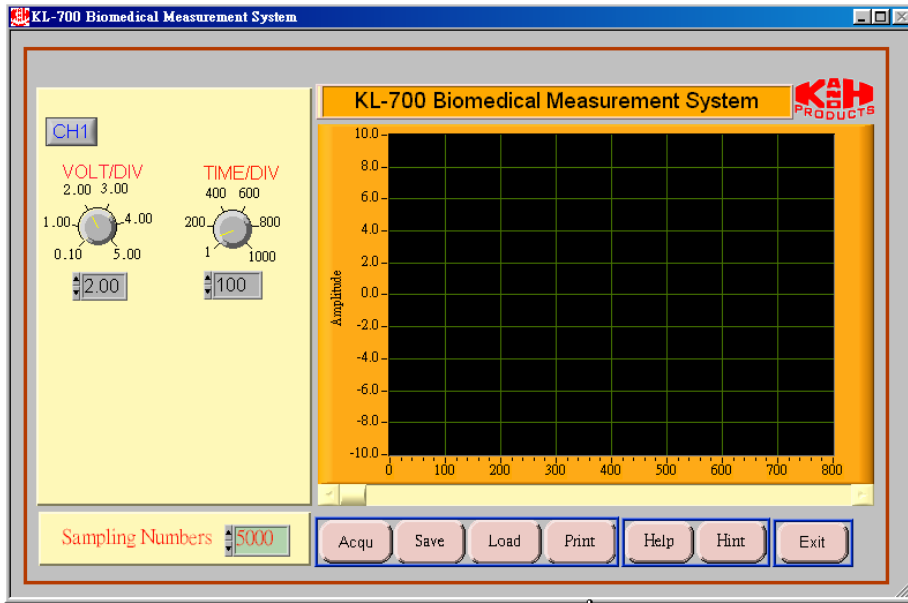 KL-700 Biomedical Measurement System
KL-700 Biomedical Measurement System
K AND H
PRODUCTS
CH1
VOLT/DIV
2.00 3.00
1.00 4.00
0.10 5.00
2.00
TIME/DIV
400 600
200 800
1 1000
100
Amplitude
10.0
8.0
6.0
4.0
2.0
0.0
-2.0
-4.0
-6.0
-8.0
-10.0
0 100 200 300 400 500 600 700 800
Sampling Numbers 5000
Acqu Save Load Print Help Hint Exit